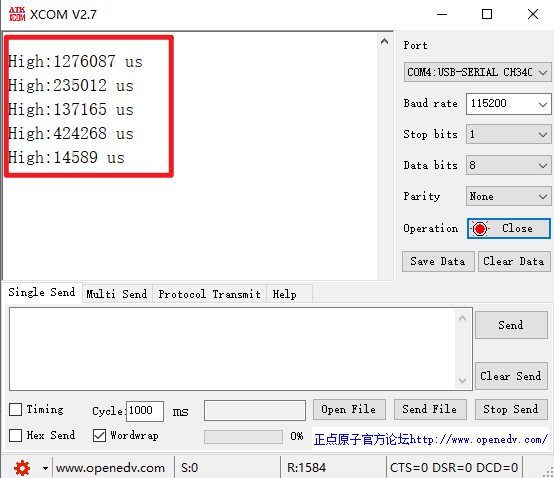 ATK XCOM XCOM V2.7
High:1276087 us
High:235012 us
High:137165 us
High:424268 us
High:14589 us
Port
COM4:USB-SERIAL CH340
Baud rate 115200
Stop bits 1
Data bits 8
Parity None
Operation Close
Save Data Clear Data
Single Send Multi Send Protocol Transmit Help
Send
Clear Send
Timing Cycle: 1000 ms Open File Send File Stop Send
Hex Send Wordwrap 0% 正点原子官方论坛http://www.openedv.com/
www.openedv.com S:0 R:1584 CTS=0 DSR=0 DCD=0